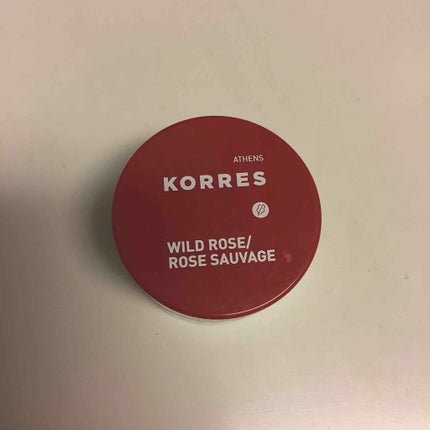 ATHENS
KORRES
WILD ROSE/
ROSE SAUVAGE